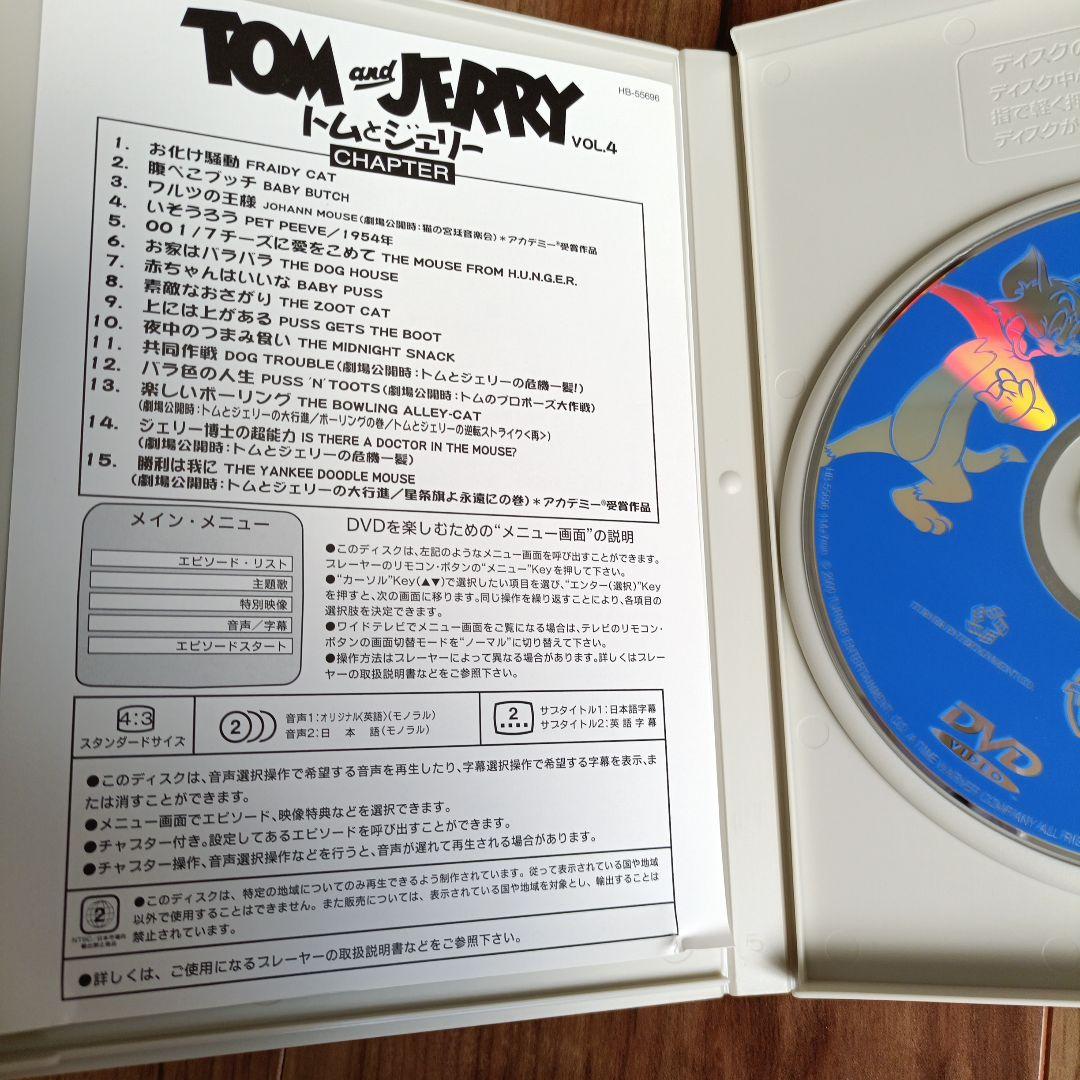 TOM and JERRY
HB-55696
トムとジェリー VOL.4
CHAPTER
1. お化け騒動 FRAIDY CAT
2. 腹ぺこブッチ BABY BUTCH
3. ワルツの王様 JOHANN MOUSE(劇場公開時:猫の宮廷音楽会)*アカデミー®受賞作品
4. いそうろう PET PEEVE/1954年
5. 001/7チーズに愛をこめて THE MOUSE FROM H.U.N.G.E.R.
6. お家はバラバラ THE DOG HOUSE
7. 赤ちゃんはいいな BABY PUSS
8. 素敵なおさがり THE ZOOT CAT
9. 上には上がある PUSS GETS THE BOOT
10. 夜中のつまみ食い THE MIDNIGHT SNACK
11. 共同作戦 DOG TROUBLE(劇場公開時:トムとジェリーの危機一髪!)
12. バラ色の人生 PUSS 'N' TOOTS(劇場公開時:トムのプロポーズ大作戦)
13. 楽しいボーリング THE BOWLING ALLEY-CAT
(劇場公開時:トムとジェリーの大行進/ボーリングの巻/トムとジェリーの逆転ストライク<再>)
14. ジェリー博士の超能力 IS THERE A DOCTOR IN THE MOUSE?
(劇場公開時:トムとジェリーの危機一髪)
15. 勝利は我に THE YANKEE DOODLE MOUSE
(劇場公開時:トムとジェリーの大行進/星条旗よ永遠にの巻)*アカデミー®受賞作品
メイン・メニュー
エピソード・リスト
主題歌
特別映像
音声/字幕
エピソードスタート
DVDを楽しむための"メニュー画面"の説明
●このディスクは、左記のようなメニュー画面を呼び出すことができます。
プレーヤーのリモコン・ボタンの"メニュー"Keyを押して下さい。
●"カーソル"Key(▲▼)で選択したい項目を選び、"エンター(選択)"Key
を押すと、次の画面に移ります。同じ操作を繰り返すことにより、各項目の
選択肢を決定できます。
●ワイドテレビでメニュー画面をご覧になる場合は、テレビのリモコン・
ボタンの画面切替モードを"ノーマル"に切り替えて下さい。
●操作方法はプレーヤーによって異なる場合があります。詳しくはプレー
ヤーの取扱説明書などをご参照下さい。
4:3
スタンダードサイズ
2
音声1:オリジナル(英語)(モノラル)
音声2:日 本 語(モノラル)
2
サブタイトル1:日本語字幕
サブタイトル2:英語字幕
●このディスクは、音声選択操作で希望する音声を再生したり、字幕選択操作で希望する字幕を表示、ま
たは消すことができます。
●メニュー画面でエピソード、映像特典などを選択できます。
●チャプター付き。設定してあるエピソードを呼び出すことができます。
●チャプター操作、音声選択操作などを行うと、音声が遅れて再生される場合があります。
2
NTSC/日本市場向
輸出禁止商品
●このディスクは、特定の地域についてのみ再生できるよう制作されています。従って表示されている国や地域
以外で使用することはできません。また販売については、表示されている国や地域を対象とし、輸出することは
禁止されています。
●詳しくは、ご使用になるプレーヤーの取扱説明書などをご参照下さい。
ディスクの
ディスク中
指で軽く押
ディスクが
HB-55696
© 2000 TURNER ENTERTAINMENT CO. A TIME WARNER COMPANY. ALL
TURNER ENTERTAINMENT CO.
DVD
VIDEO
5